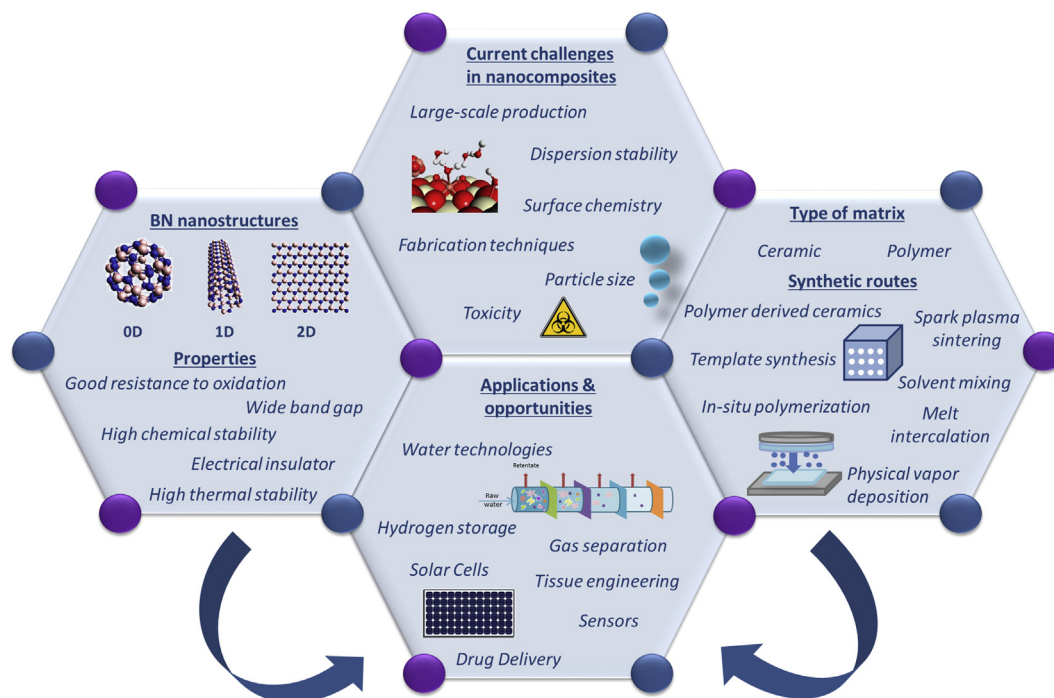 Current challenges
in nanocomposites
Large-scale production
Dispersion stability
Surface chemistry
Fabrication techniques
Particle size
Toxicity
BN nanostructures
0D
1D
2D
Properties
Good resistance to oxidation
Wide band gap
High chemical stability
Electrical insulator
High thermal stability
Type of matrix
Ceramic
Polymer
Synthetic routes
Polymer derived ceramics
Spark plasma
sintering
Template synthesis
Solvent mixing
In-situ polymerization
Melt
intercalation
Physical vapor
deposition
Applications &
opportunities
Water technologies
Retentate
Raw
water
Hydrogen storage
Gas separation
Solar Cells
Tissue engineering
Sensors
Drug Delivery